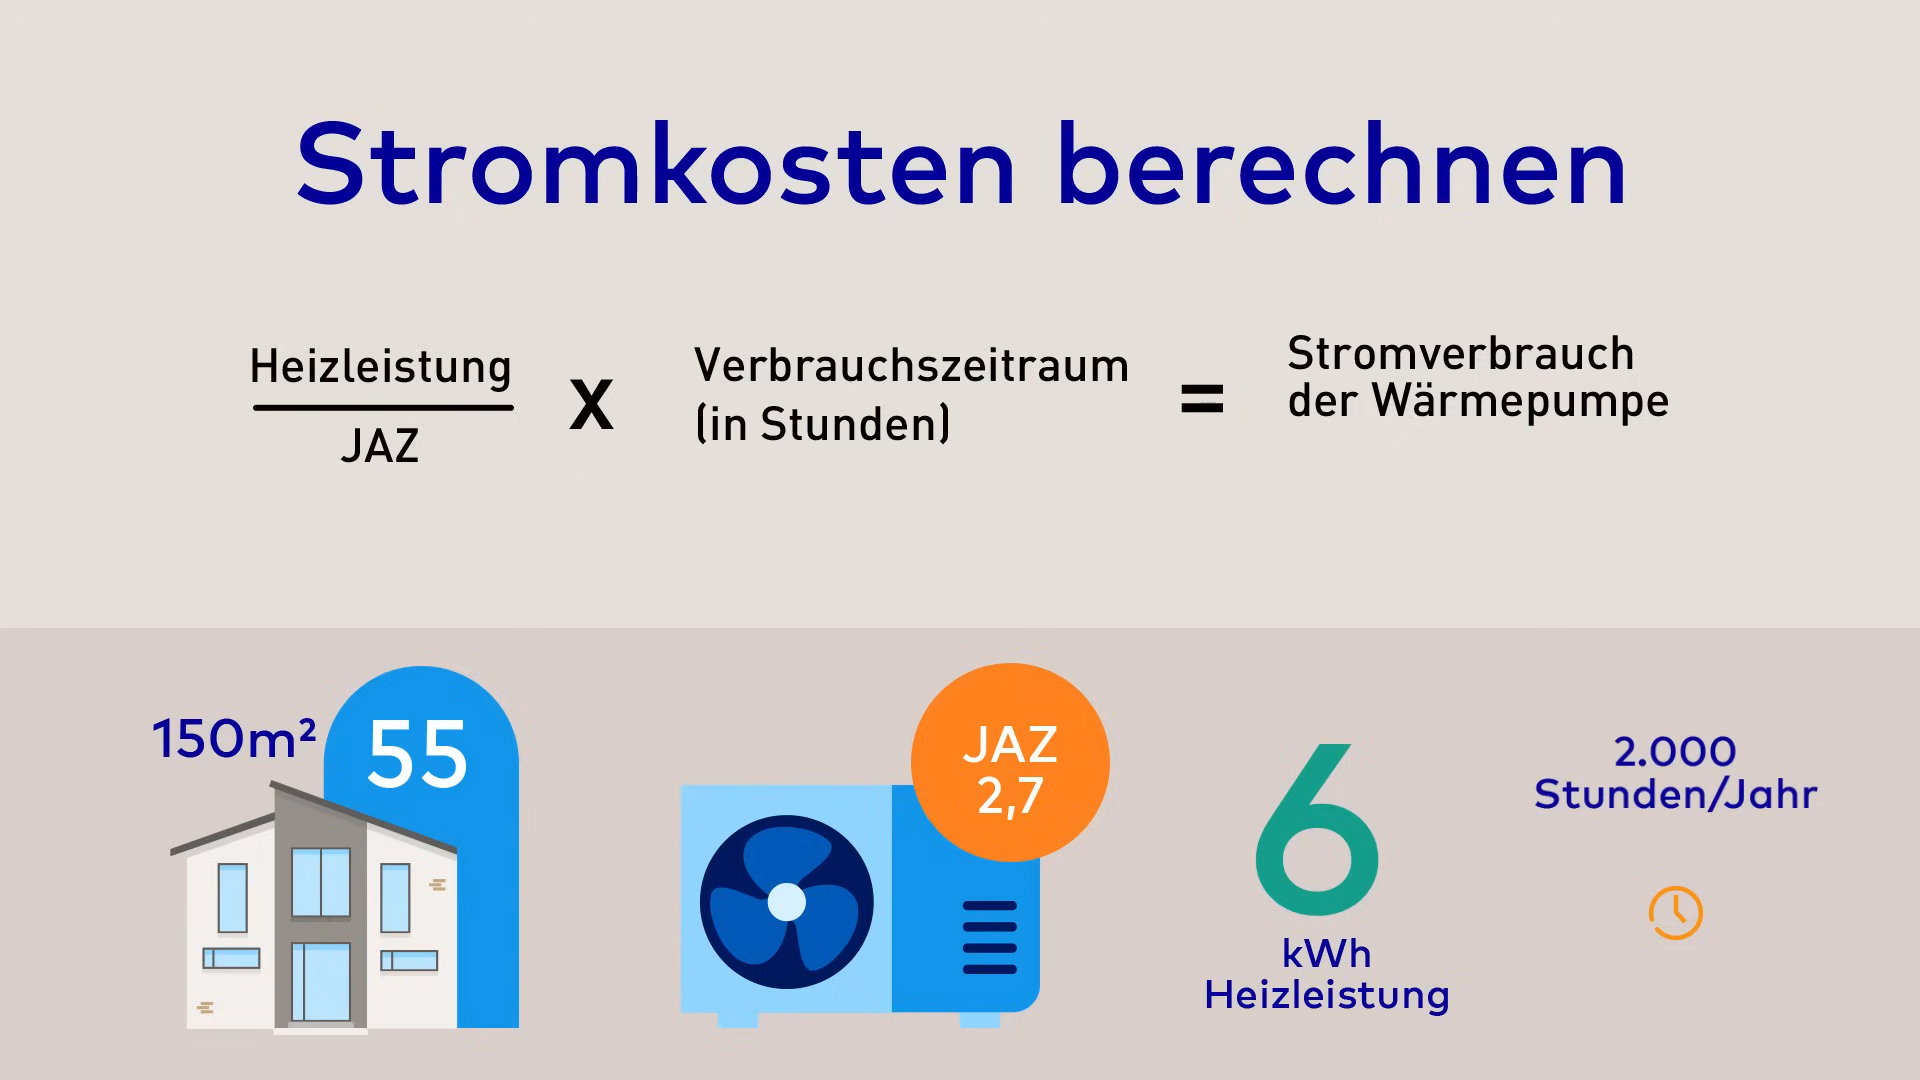 Stromkosten berechnen
Heizleistung
JAZ
x
Verbrauchszeitraum
(in Stunden)
=
Stromverbrauch
der Wärmepumpe
150m²
55
JAZ
2,7
6
kWh
Heizleistung
2.000
Stunden/Jahr